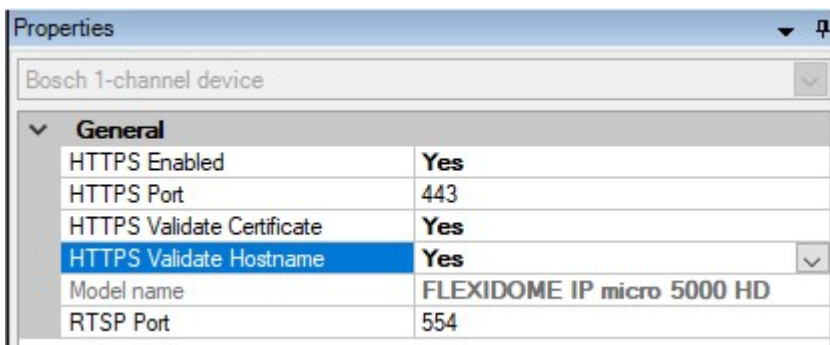 Properties
Bosch 1-channel device
General
HTTPS Enabled Yes
HTTPS Port 443
HTTPS Validate Certificate Yes
HTTPS Validate Hostname Yes
Model name FLEXIDOME IP micro 5000 HD
RTSP Port 554